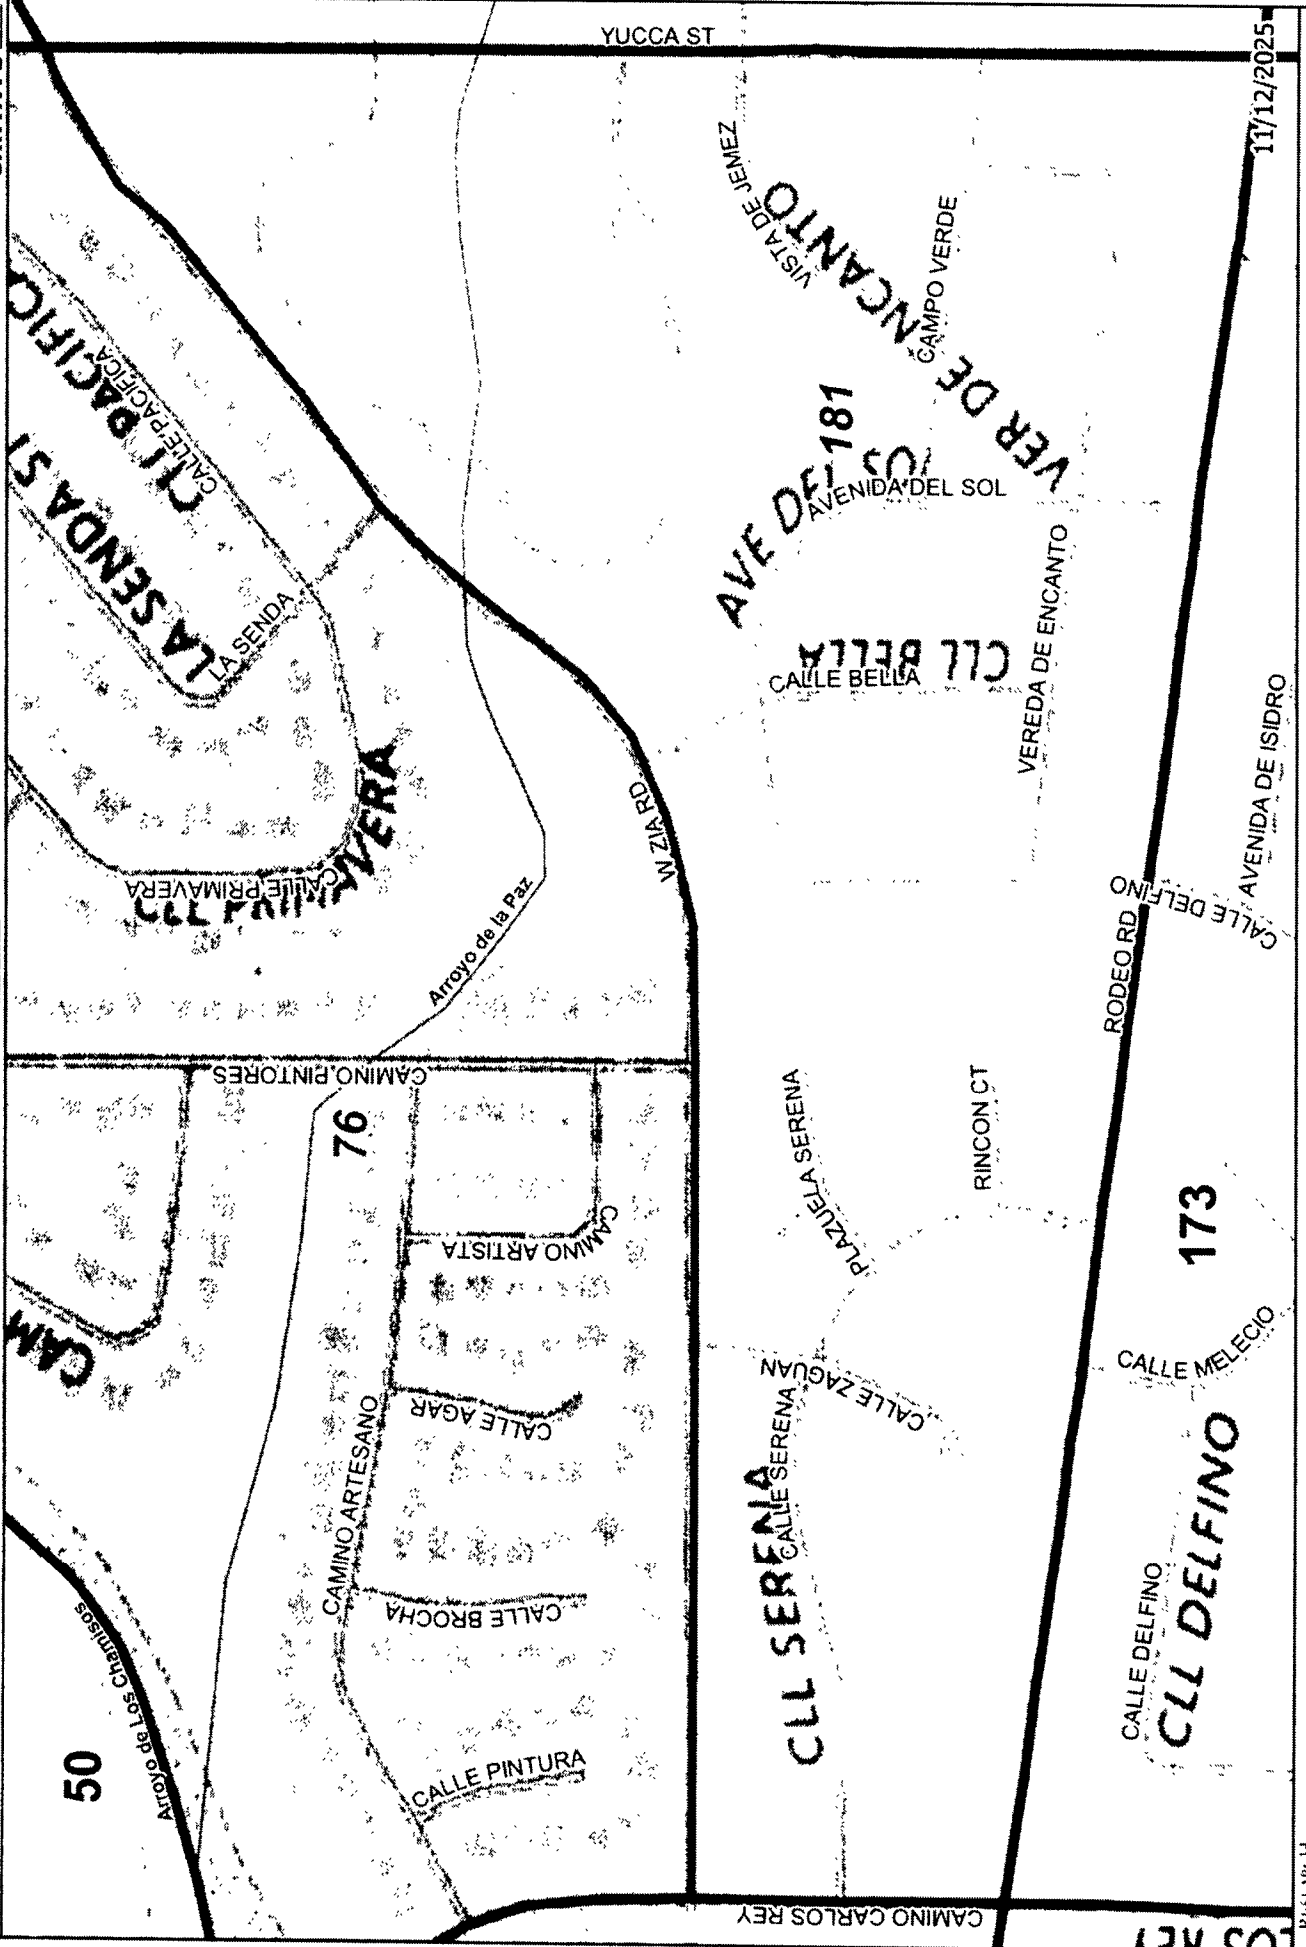 YUCCA ST
11/12/2025
CLL PACIFICA
CALLE PACIFICA
LA SENDA ST
LA SENDA
VISTA DE JEMEZ
VER DE NCANTO
CAMPO VERDE
181
AVE DEL SOL
AVENIDA DEL SOL
VEREDA DE ENCANTO
CLL BELLA
CALLE BELLA
CALLE PRIMAVERA
CLL PRIMAVERA
W ZIA RD
Arroyo de la Paz
AVENIDA DE ISIDRO
CALLE DELFINO
RODEO RD
CAMINO PINTORES
76
CAMINO ARTISTA
PLAZUELA SERENA
RINCON CT
173
CAM
CALLE AGAR
CALLE ZAGUAN
CALLE MELECIO
CAMINO ARTESANO
CALLE SERENA
CLL SERENA
CALLE BROCHA
CALLE DELFINO
CLL DELFINO
50
Arroyo de Los Chamisos
CALLE PINTURA
CAMINO CARLOS REY